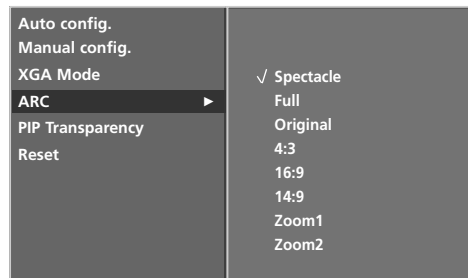 Auto config.
Manual config.
XGA Mode
ARC ►
PIP Transparency
Reset
√ Spectacle
Full
Original
4:3
16:9
14:9
Zoom1
Zoom2